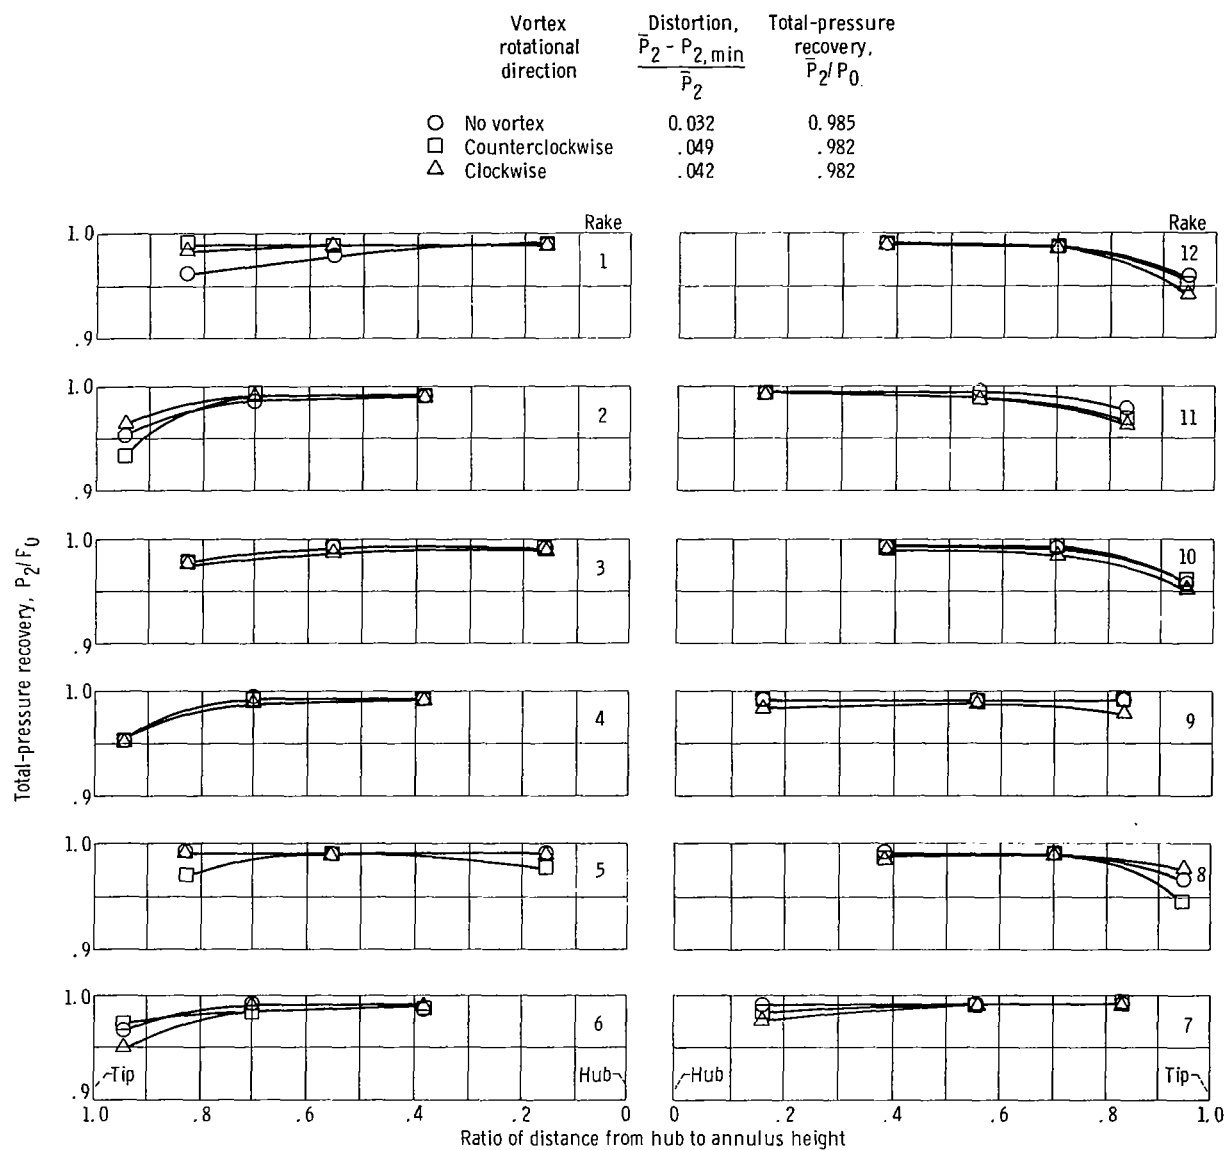 Vortex rotational direction
Distortion, P̄2 - P2, min / P̄2
Total-pressure recovery, P̄2/P0.
○ No vortex 0.032 0.985
□ Counterclockwise .049 .982
△ Clockwise .042 .982
Total-pressure recovery, P2/F0
Rake Rake
1.0 1 12
.9
1.0 2 11
.9
1.0 3 10
.9
1.0 4 9
.9
1.0 5 8
.9
1.0 6 7
.9 Tip Hub Hub Tip
1.0 .8 .6 .4 .2 0 0 .2 .4 .6 .8 1.0
Ratio of distance from hub to annulus height